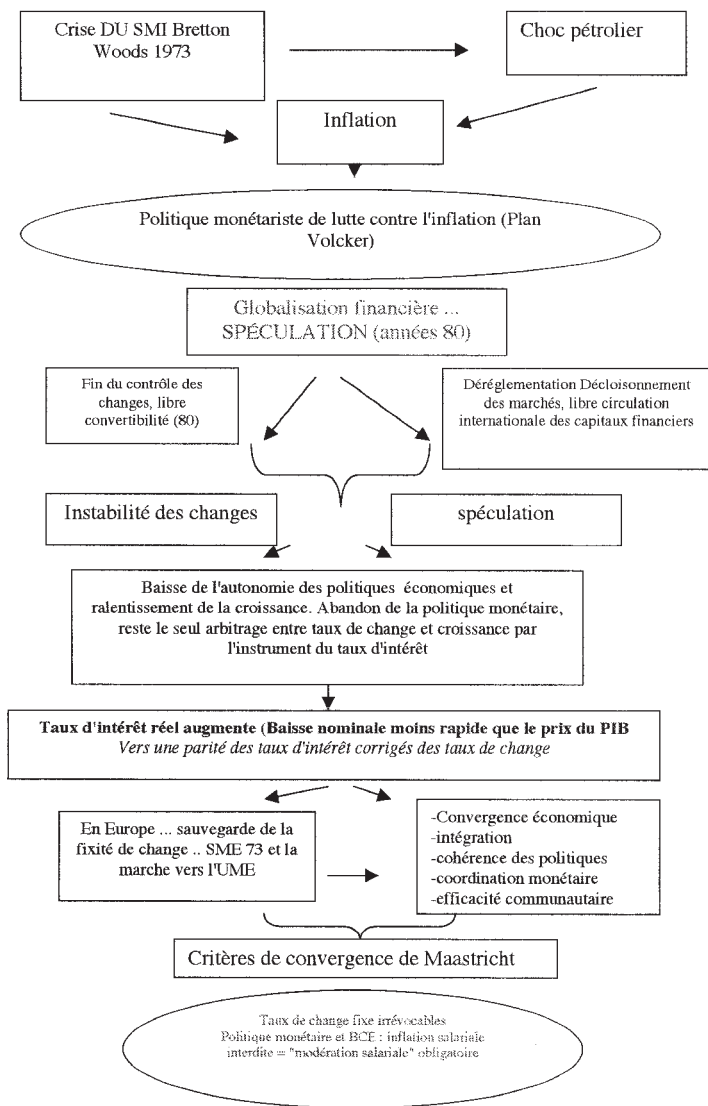 Crise DU SMI Bretton
Woods 1973
Choc pétrolier
Inflation
Politique monétariste de lutte contre l'inflation (Plan
Volcker)
Globalisation financière ...
SPÉCULATION (années 80)
Fin du contrôle des
changes, libre
convertibilité (80)
Déréglementation Décloisonnement
des marchés, libre circulation
internationale des capitaux financiers
Instabilité des changes
spéculation
Baisse de l'autonomie des politiques économiques et
ralentissement de la croissance. Abandon de la politique monétaire,
reste le seul arbitrage entre taux de change et croissance par
l'instrument du taux d'intérêt
Taux d'intérêt réel augmente (Baisse nominale moins rapide que le prix du PIB
Vers une parité des taux d'intérêt corrigés des taux de change
En Europe ... sauvegarde de la
fixité de change .. SME 73 et la
marche vers l'UME
-Convergence économique
-intégration
-cohérence des politiques
-coordination monétaire
-efficacité communautaire
Critères de convergence de Maastricht
Taux de change fixe irrévocables
Politique monétaire et BCE : inflation salariale
interdite = "modération salariale" obligatoire